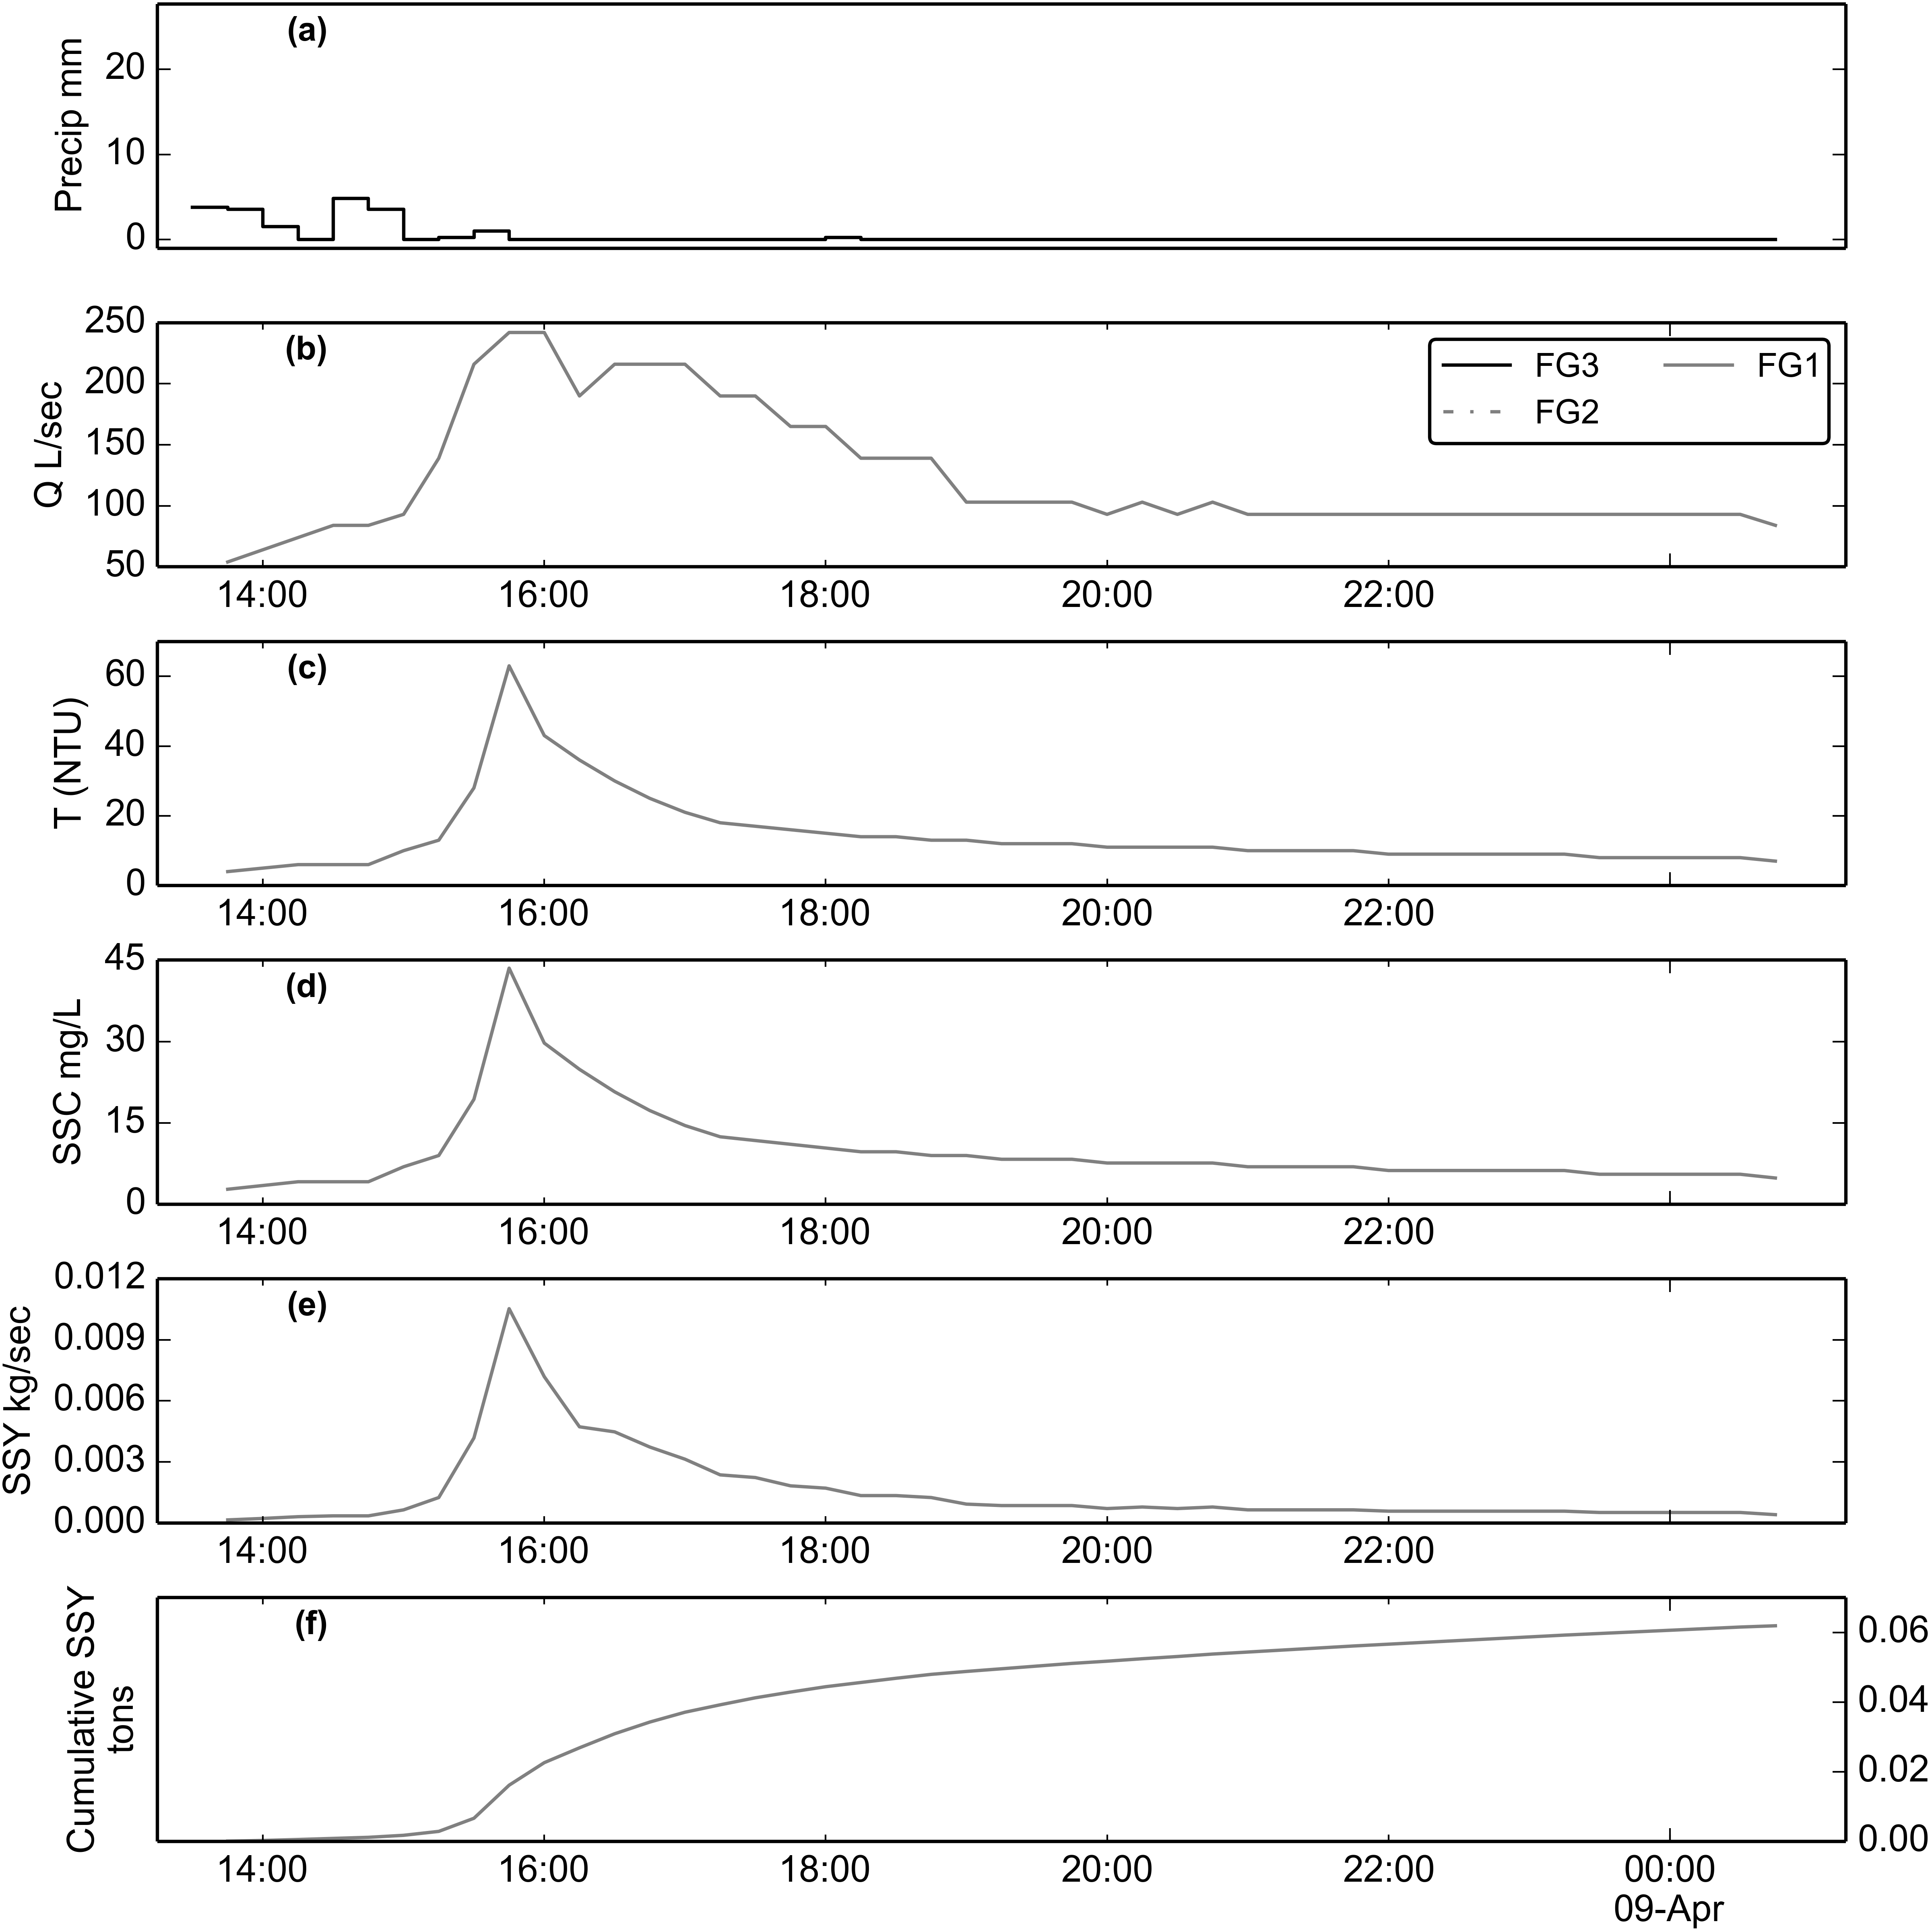 (a)
Precip mm
20
10
0
(b)
Q L/sec
250
200
150
100
50
FG3 FG1
FG2
14:00 16:00 18:00 20:00 22:00
(c)
T (NTU)
60
40
20
0
14:00 16:00 18:00 20:00 22:00
(d)
SSC mg/L
45
30
15
0
14:00 16:00 18:00 20:00 22:00
(e)
SSY kg/sec
0.012
0.009
0.006
0.003
0.000
14:00 16:00 18:00 20:00 22:00
(f)
Cumulative SSY
tons
0.06
0.04
0.02
0.00
14:00 16:00 18:00 20:00 22:00 00:00
09-Apr